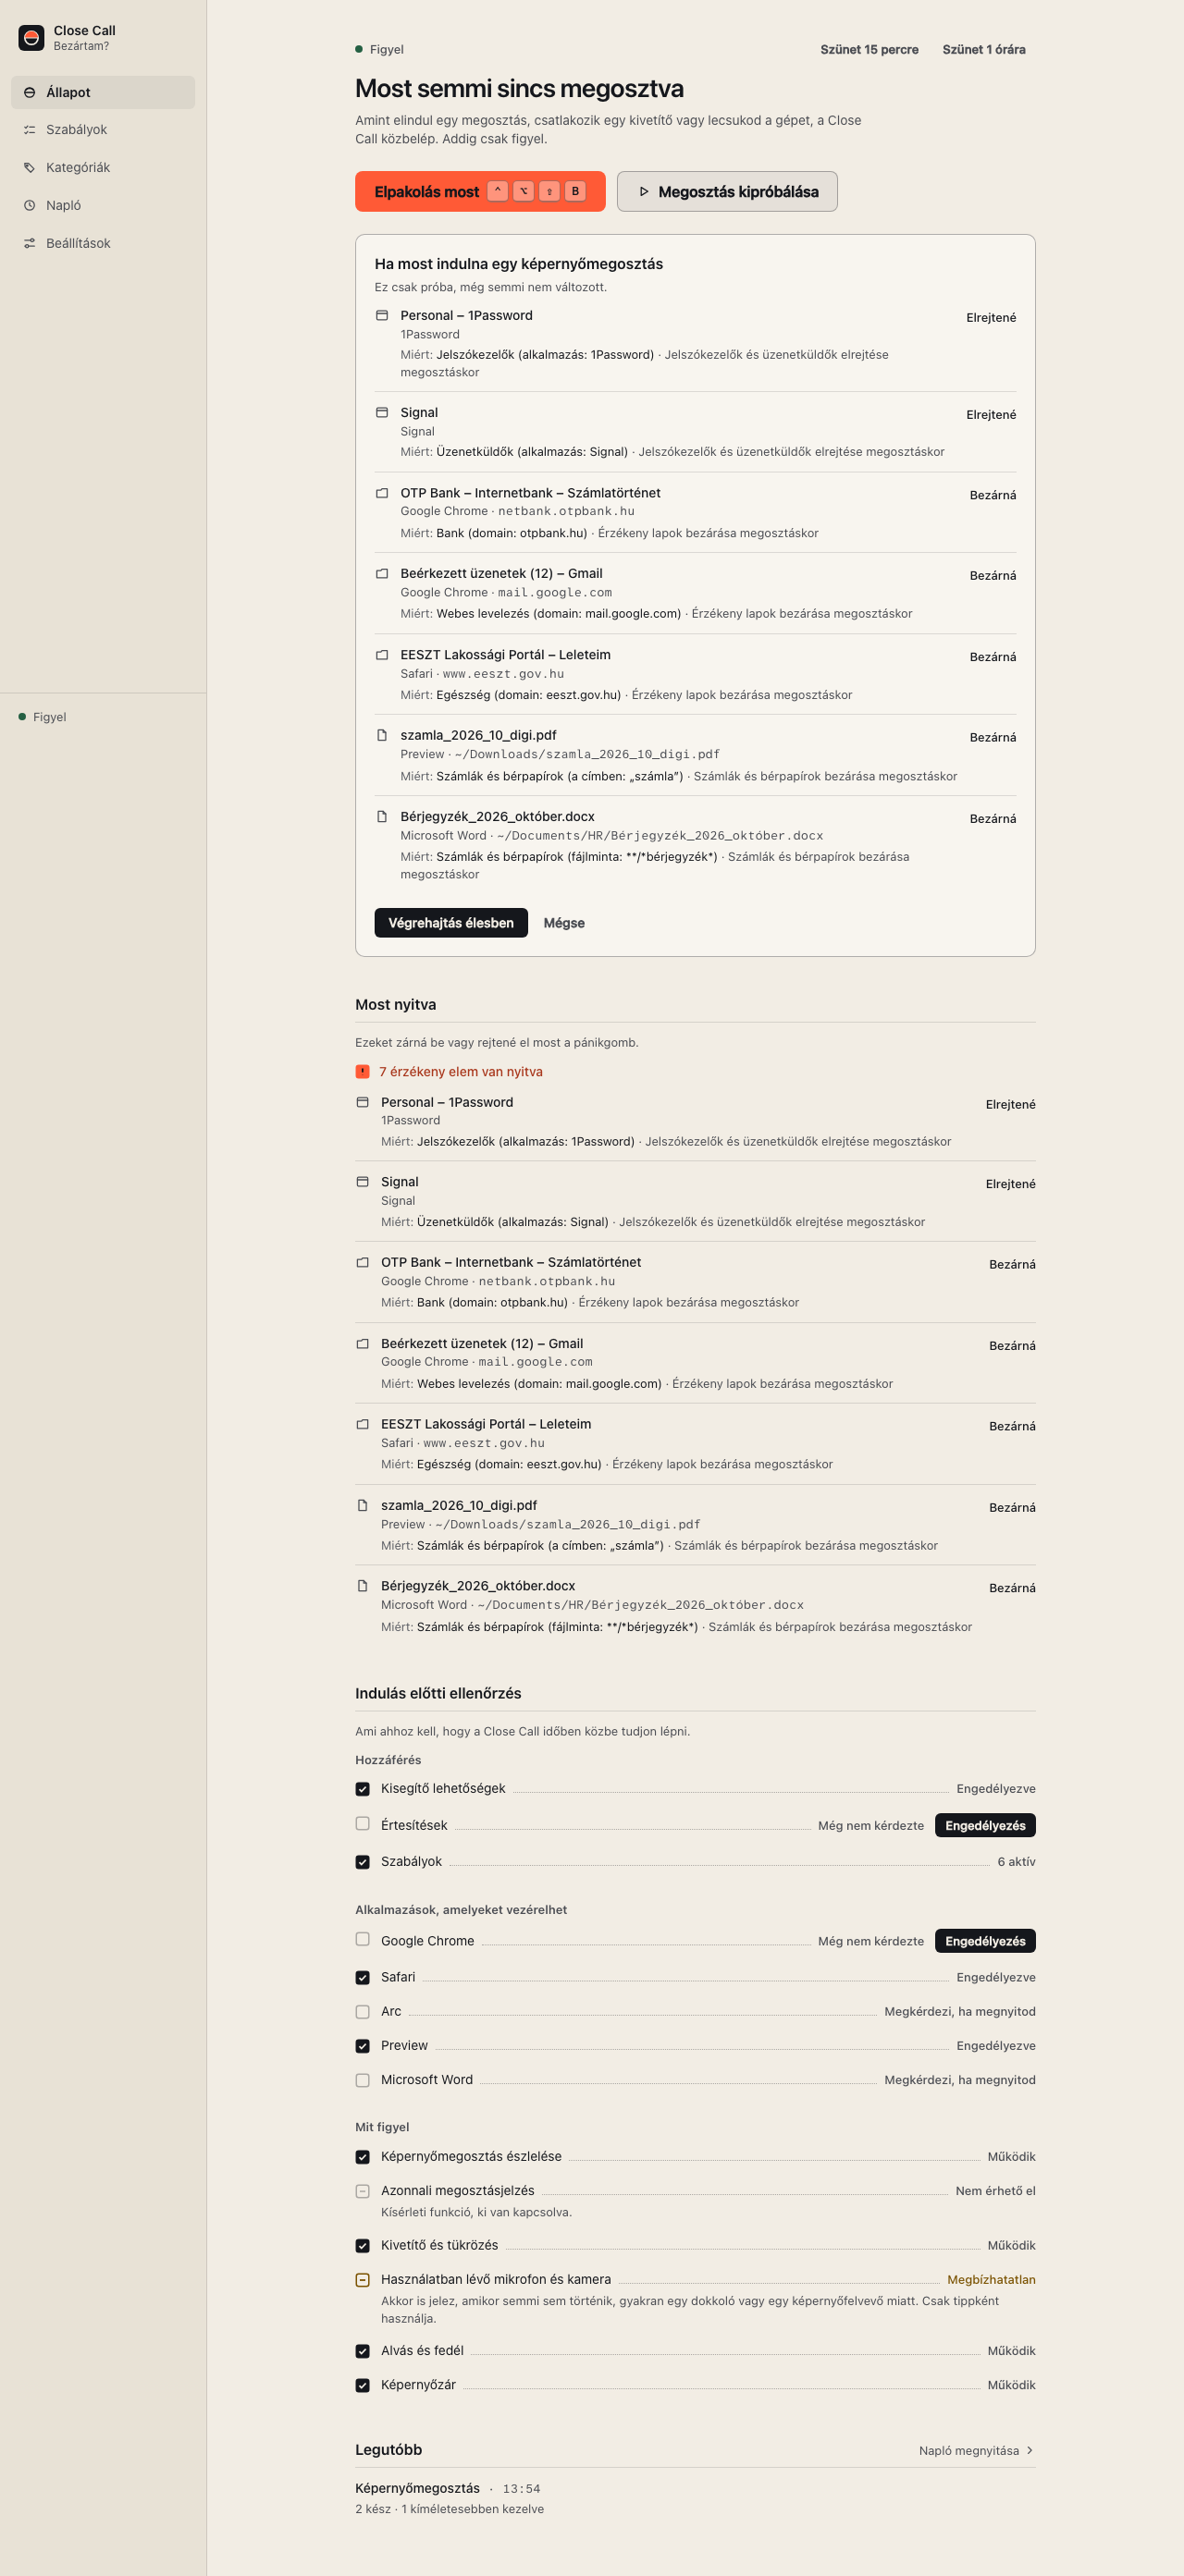 Close Call
Bezártam?
Állapot
Szabályok
Kategóriák
Napló
Beállítások
Figyel
Figyel
Szünet 15 percre
Szünet 1 órára
Most semmi sincs megosztva
Amint elindul egy megosztás, csatlakozik egy kivetítő vagy lecsukod a gépet, a Close
Call közbelép. Addig csak figyel.
Elpakolás most ⌃ ⌥ ⇧ B
Megosztás kipróbálása
Ha most indulna egy képernyőmegosztás
Ez csak próba, még semmi nem változott.
Personal – 1Password Elrejtené
1Password
Miért: Jelszókezelők (alkalmazás: 1Password) · Jelszókezelők és üzenetküldők elrejtése
megosztáskor
Signal Elrejtené
Signal
Miért: Üzenetküldők (alkalmazás: Signal) · Jelszókezelők és üzenetküldők elrejtése megosztáskor
OTP Bank – Internetbank – Számlatörténet Bezárná
Google Chrome · netbank.otpbank.hu
Miért: Bank (domain: otpbank.hu) · Érzékeny lapok bezárása megosztáskor
Beérkezett üzenetek (12) – Gmail Bezárná
Google Chrome · mail.google.com
Miért: Webes levelezés (domain: mail.google.com) · Érzékeny lapok bezárása megosztáskor
EESZT Lakossági Portál – Leleteim Bezárná
Safari · www.eeszt.gov.hu
Miért: Egészség (domain: eeszt.gov.hu) · Érzékeny lapok bezárása megosztáskor
szamla_2026_10_digi.pdf Bezárná
Preview · ~/Downloads/szamla_2026_10_digi.pdf
Miért: Számlák és bérpapírok (a címben: „számla”) · Számlák és bérpapírok bezárása megosztáskor
Bérjegyzék_2026_október.docx Bezárná
Microsoft Word · ~/Documents/HR/Bérjegyzék_2026_október.docx
Miért: Számlák és bérpapírok (fájlminta: **/*bérjegyzék*) · Számlák és bérpapírok bezárása
megosztáskor
Végrehajtás élesben
Mégse
Most nyitva
Ezeket zárná be vagy rejtené el most a pánikgomb.
7 érzékeny elem van nyitva
Personal – 1Password Elrejtené
1Password
Miért: Jelszókezelők (alkalmazás: 1Password) · Jelszókezelők és üzenetküldők elrejtése megosztáskor
Signal Elrejtené
Signal
Miért: Üzenetküldők (alkalmazás: Signal) · Jelszókezelők és üzenetküldők elrejtése megosztáskor
OTP Bank – Internetbank – Számlatörténet Bezárná
Google Chrome · netbank.otpbank.hu
Miért: Bank (domain: otpbank.hu) · Érzékeny lapok bezárása megosztáskor
Beérkezett üzenetek (12) – Gmail Bezárná
Google Chrome · mail.google.com
Miért: Webes levelezés (domain: mail.google.com) · Érzékeny lapok bezárása megosztáskor
EESZT Lakossági Portál – Leleteim Bezárná
Safari · www.eeszt.gov.hu
Miért: Egészség (domain: eeszt.gov.hu) · Érzékeny lapok bezárása megosztáskor
szamla_2026_10_digi.pdf Bezárná
Preview · ~/Downloads/szamla_2026_10_digi.pdf
Miért: Számlák és bérpapírok (a címben: „számla”) · Számlák és bérpapírok bezárása megosztáskor
Bérjegyzék_2026_október.docx Bezárná
Microsoft Word · ~/Documents/HR/Bérjegyzék_2026_október.docx
Miért: Számlák és bérpapírok (fájlminta: **/*bérjegyzék*) · Számlák és bérpapírok bezárása megosztáskor
Indulás előtti ellenőrzés
Ami ahhoz kell, hogy a Close Call időben közbe tudjon lépni.
Hozzáférés
Kisegítő lehetőségek Engedélyezve
Értesítések Még nem kérdezte Engedélyezés
Szabályok 6 aktív
Alkalmazások, amelyeket vezérelhet
Google Chrome Még nem kérdezte Engedélyezés
Safari Engedélyezve
Arc Megkérdezi, ha megnyitod
Preview Engedélyezve
Microsoft Word Megkérdezi, ha megnyitod
Mit figyel
Képernyőmegosztás észlelése Működik
Azonnali megosztásjelzés Nem érhető el
Kísérleti funkció, ki van kapcsolva.
Kivetítő és tükrözés Működik
Használatban lévő mikrofon és kamera Megbízhatatlan
Akkor is jelez, amikor semmi sem történik, gyakran egy dokkoló vagy egy képernyőfelvevő miatt. Csak tippként
használja.
Alvás és fedél Működik
Képernyőzár Működik
Legutóbb Napló megnyitása
Képernyőmegosztás · 13:54
2 kész · 1 kíméletesebben kezelve